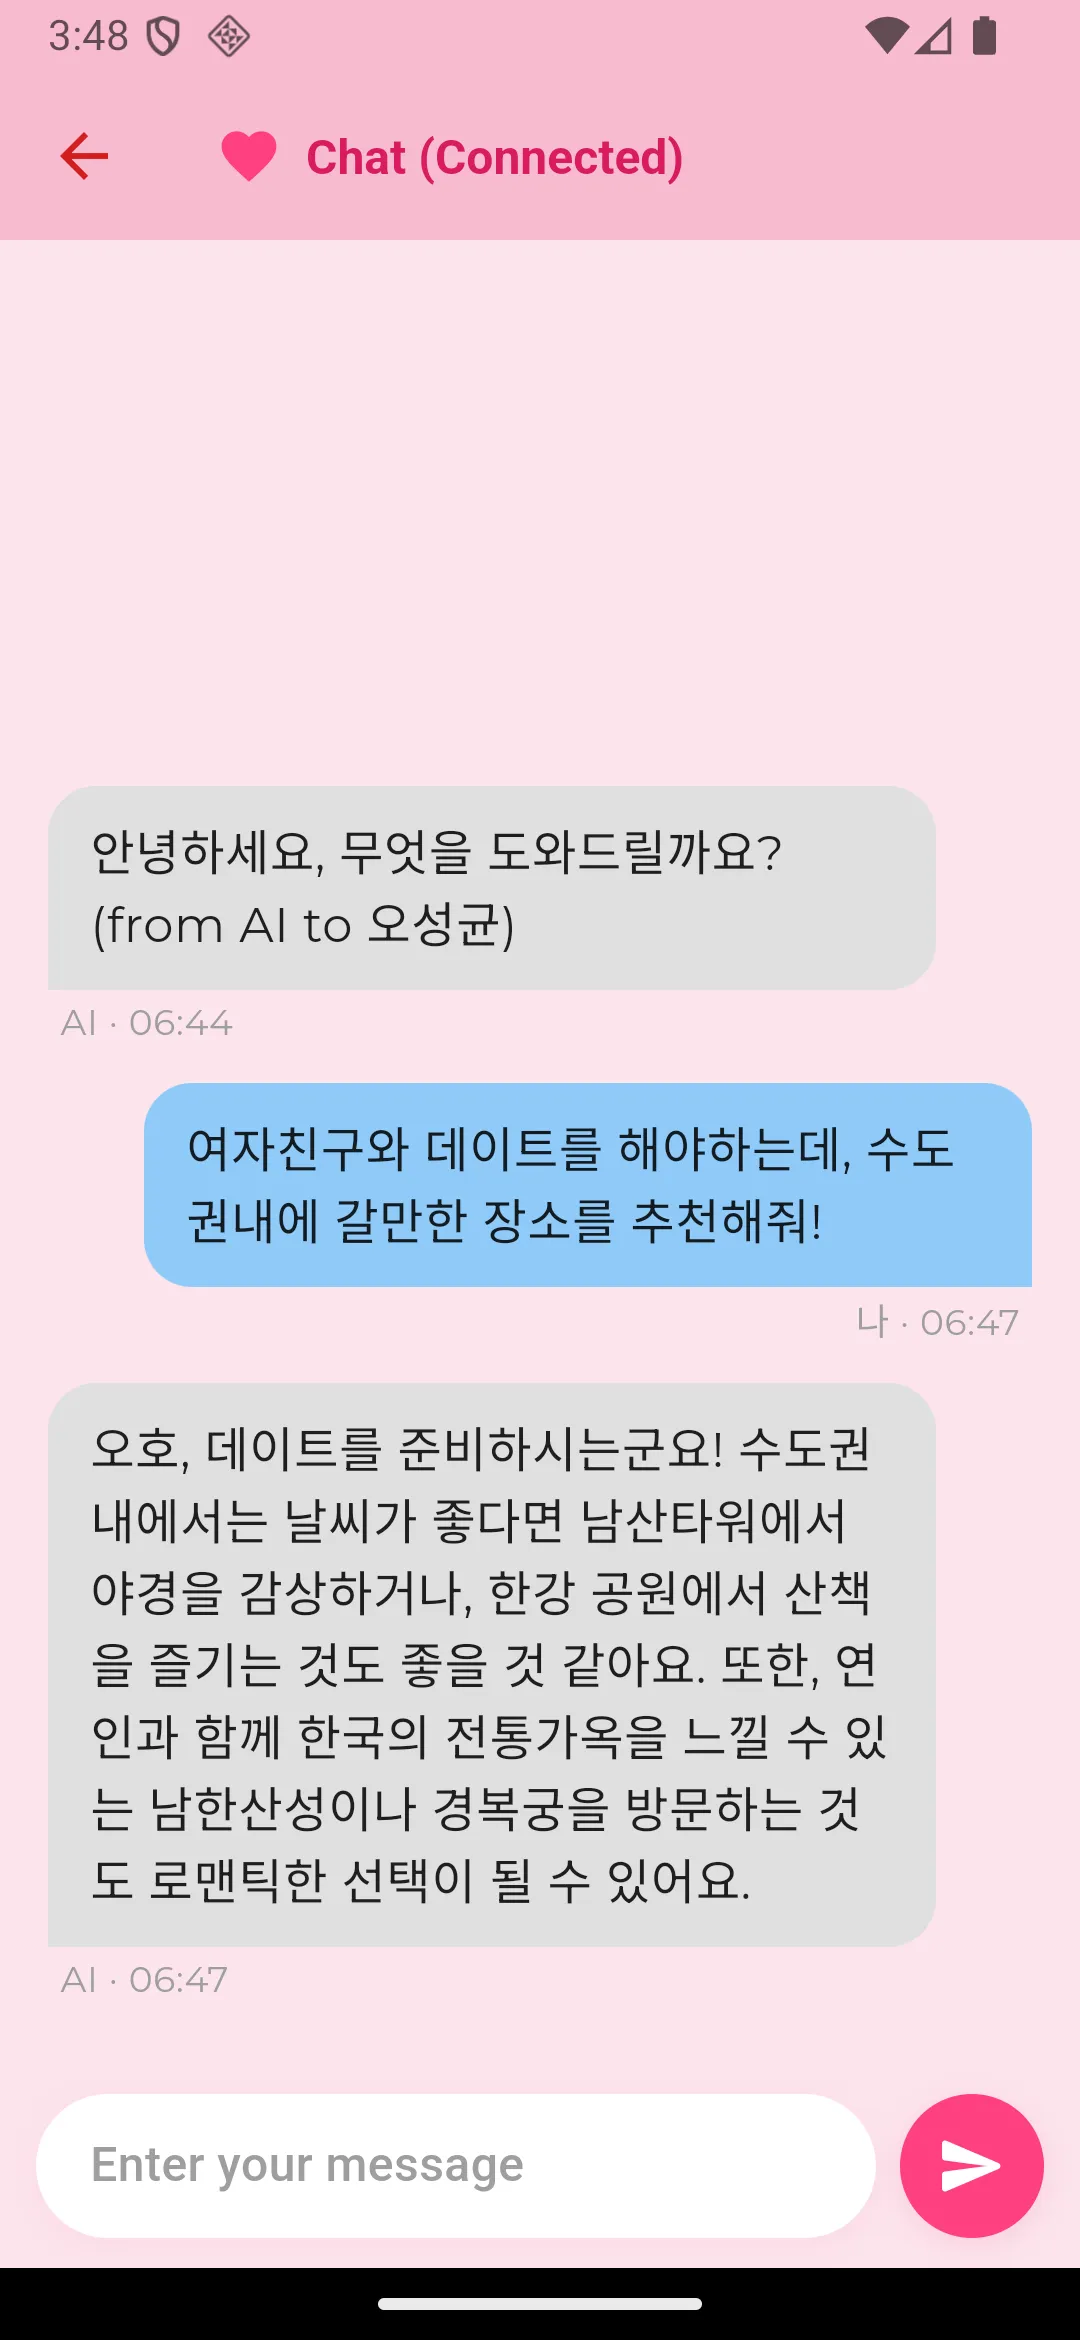 3:48
Chat (Connected)
안녕하세요, 무엇을 도와드릴까요?
(from AI to 오성균)
AI · 06:44
여자친구와 데이트를 해야하는데, 수도
권내에 갈만한 장소를 추천해줘!
나 · 06:47
오호, 데이트를 준비하시는군요! 수도권
내에서는 날씨가 좋다면 남산타워에서
야경을 감상하거나, 한강 공원에서 산책
을 즐기는 것도 좋을 것 같아요. 또한, 연
인과 함께 한국의 전통가옥을 느낄 수 있
는 남한산성이나 경복궁을 방문하는 것
도 로맨틱한 선택이 될 수 있어요.
AI · 06:47
Enter your message